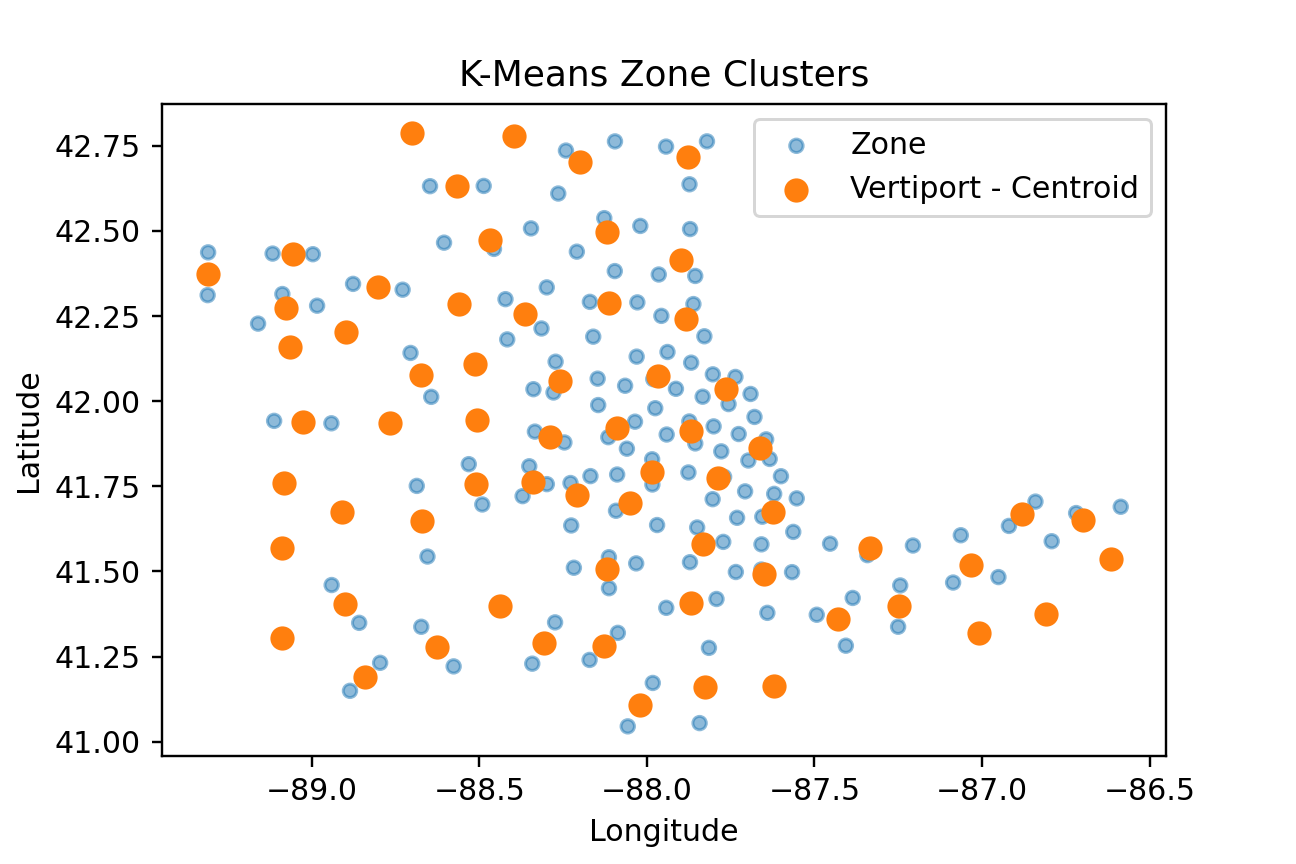 K-Means Zone Clusters
Zone
Vertiport - Centroid
42.75
42.50
42.25
42.00
41.75
41.50
41.25
41.00
Latitude
−89.0 −88.5 −88.0 −87.5 −87.0 −86.5
Longitude